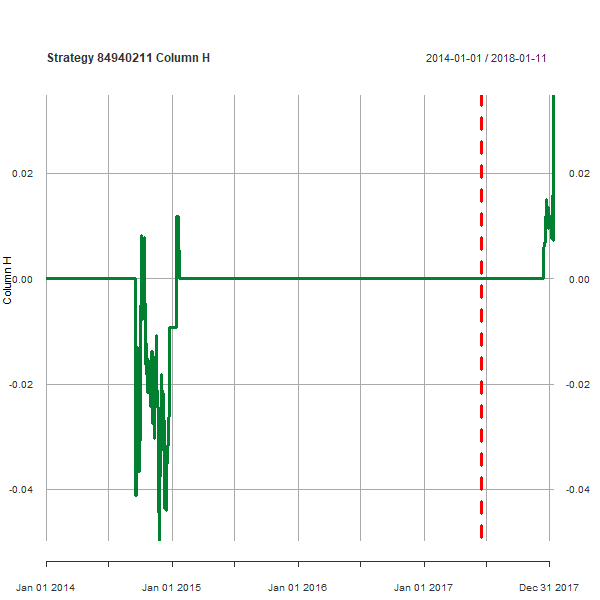 Strategy 84940211 Column H
2014-01-01 / 2018-01-11
0.02
0.02
0.00
0.00
-0.02
-0.02
-0.04
-0.04
Column H
Jan 01 2014
Jan 01 2015
Jan 01 2016
Jan 01 2017
Dec 31 2017